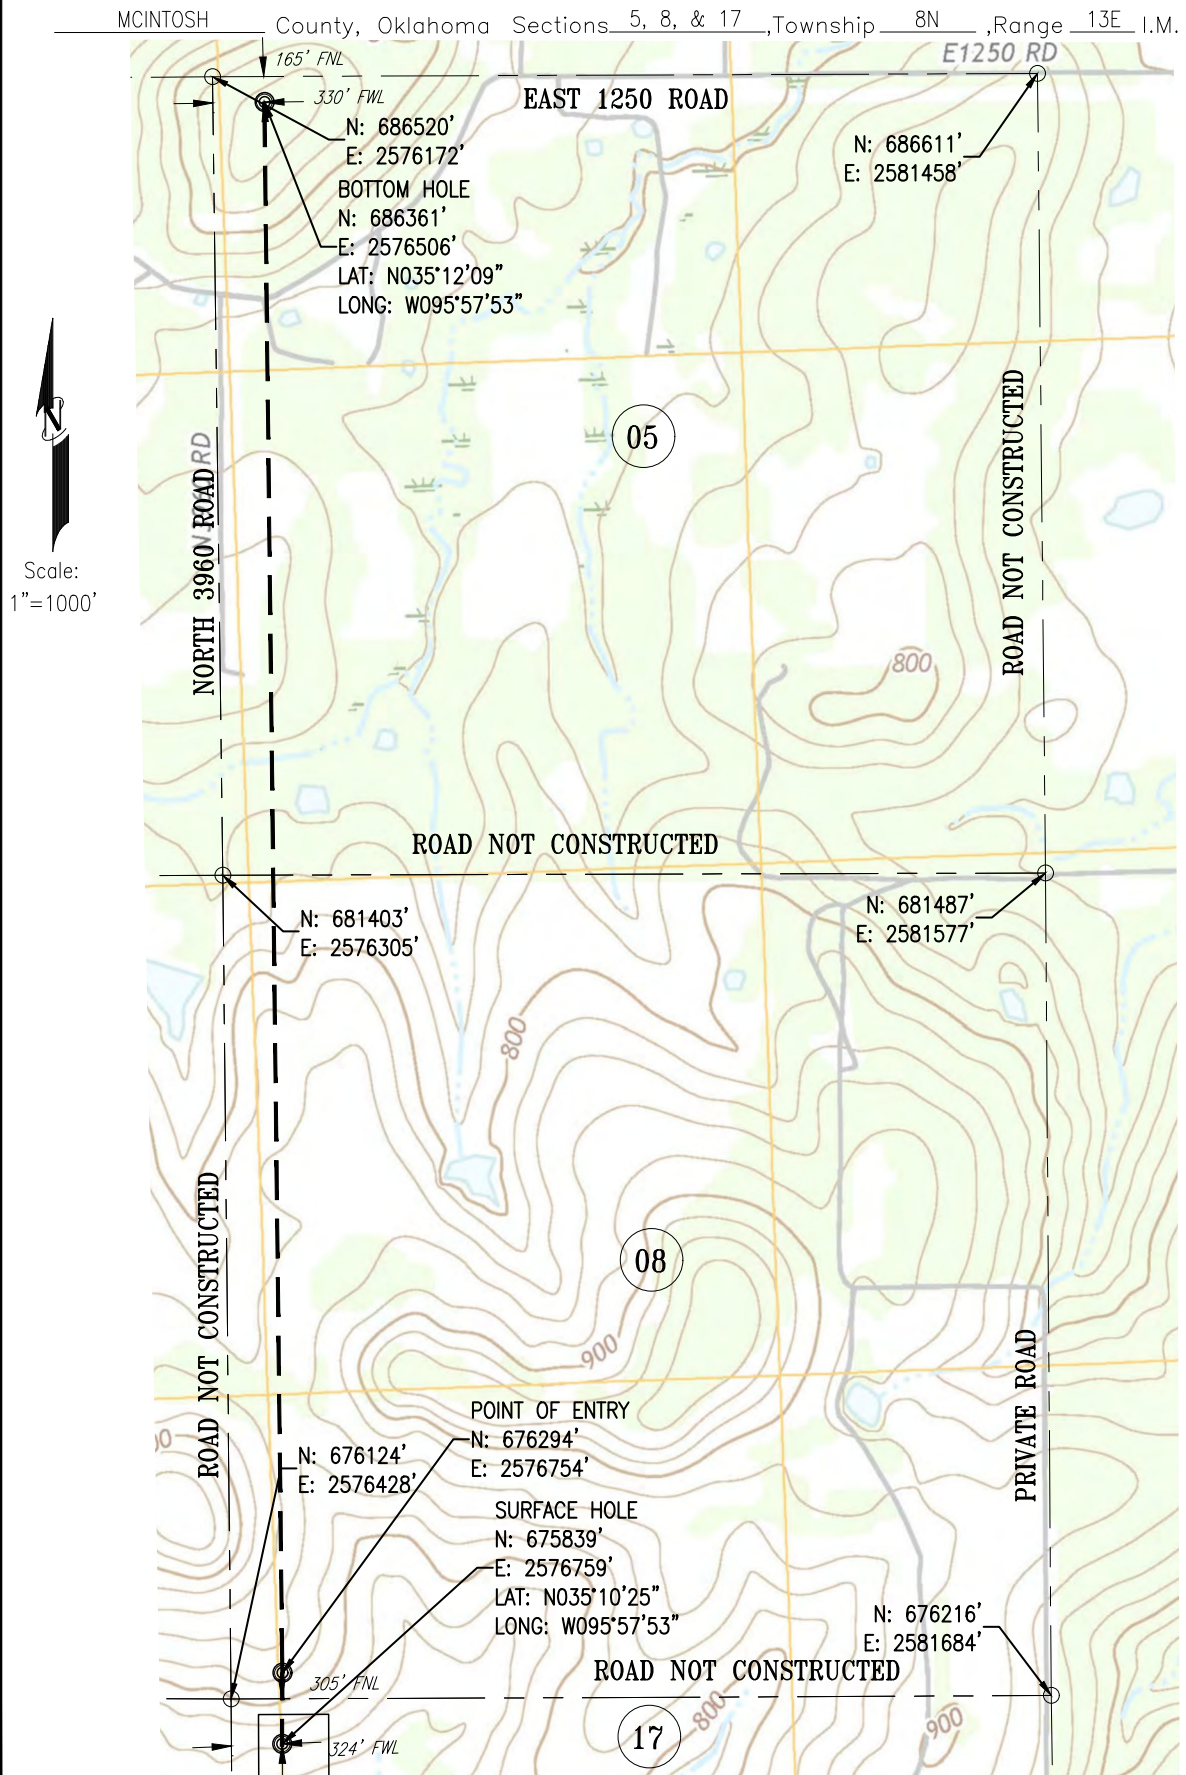 MCINTOSH County, Oklahoma Sections 5, 8, & 17 ,Township 8N ,Range 13E I.M.
165' FNL
E1250 RD
330' FWL
EAST 1250 ROAD
N: 686520'
E: 2576172'
N: 686611'
E: 2581458'
BOTTOM HOLE
N: 686361'
E: 2576506'
LAT: N035°12'09"
LONG: W095°57'53"
05
ROAD NOT CONSTRUCTED
NORTH 3960 ROAD
RD
Scale:
1"=1000'
800
ROAD NOT CONSTRUCTED
N: 681403'
E: 2576305'
N: 681487'
E: 2581577'
800
ROAD NOT CONSTRUCTED
08
900
PRIVATE ROAD
POINT OF ENTRY
N: 676294'
E: 2576754'
N: 676124'
E: 2576428'
SURFACE HOLE
N: 675839'
E: 2576759'
LAT: N035°10'25"
LONG: W095°57'53"
N: 676216'
E: 2581684'
305' FNL
ROAD NOT CONSTRUCTED
800
900
17
324' FWL